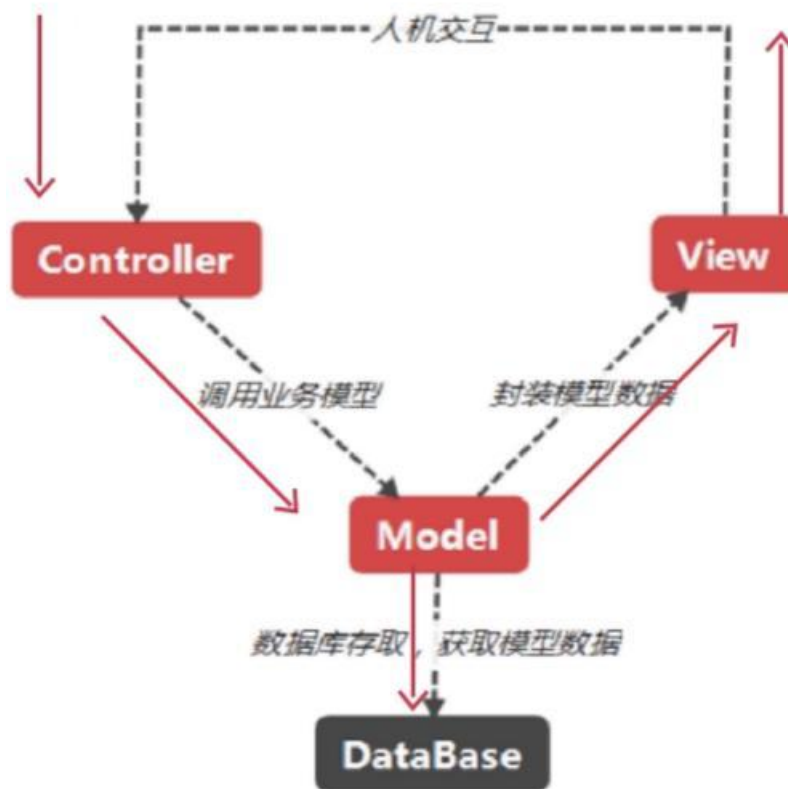 人机交互
Controller
View
调用业务模型
封装模型数据
Model
数据库存取，获取模型数据
DataBase